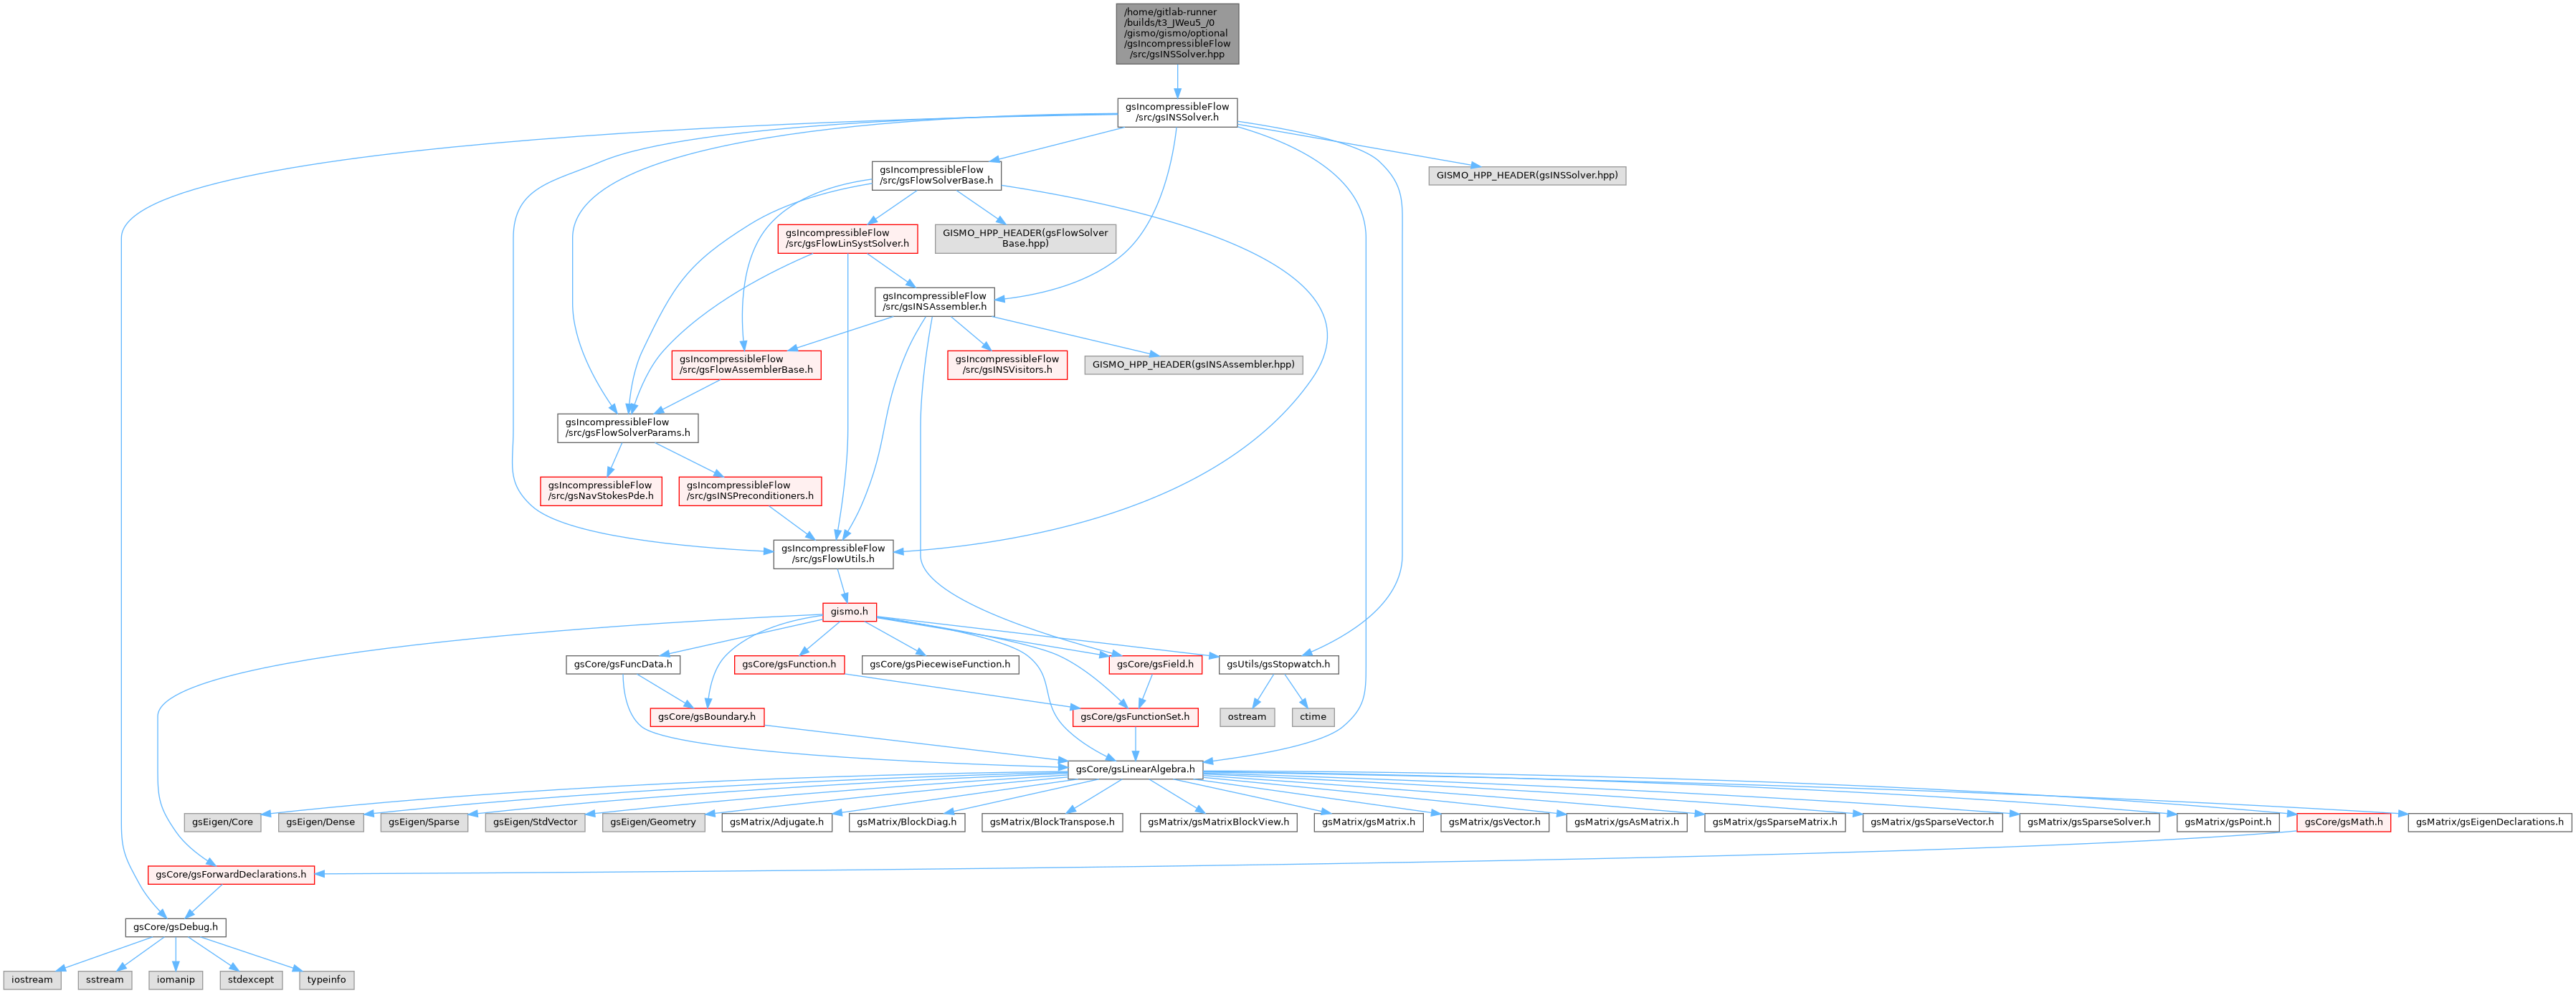 /home/gitlab-runner
/builds/t3_JWeu5_/0
/gismo/gismo/optional
/gsIncompressibleFlow
/src/gsINSSolver.hpp
gsIncompressibleFlow
/src/gsINSSolver.h
gsIncompressibleFlow
/src/gsFlowSolverBase.h
GISMO_HPP_HEADER(gsINSSolver.hpp)
gsIncompressibleFlow
/src/gsFlowLinSystSolver.h
GISMO_HPP_HEADER(gsFlowSolver
Base.hpp)
gsIncompressibleFlow
/src/gsINSAssembler.h
gsIncompressibleFlow
/src/gsFlowAssemblerBase.h
gsIncompressibleFlow
/src/gsINSVisitors.h
GISMO_HPP_HEADER(gsINSAssembler.hpp)
gsIncompressibleFlow
/src/gsFlowSolverParams.h
gsIncompressibleFlow
/src/gsNavStokesPde.h
gsIncompressibleFlow
/src/gsINSPreconditioners.h
gsIncompressibleFlow
/src/gsFlowUtils.h
gismo.h
gsCore/gsFuncData.h
gsCore/gsFunction.h
gsCore/gsPiecewiseFunction.h
gsCore/gsField.h
gsUtils/gsStopwatch.h
gsCore/gsBoundary.h
gsCore/gsFunctionSet.h
ostream
ctime
gsCore/gsLinearAlgebra.h
gsEigen/Core
gsEigen/Dense
gsEigen/Sparse
gsEigen/StdVector
gsEigen/Geometry
gsMatrix/Adjugate.h
gsMatrix/BlockDiag.h
gsMatrix/BlockTranspose.h
gsMatrix/gsMatrixBlockView.h
gsMatrix/gsMatrix.h
gsMatrix/gsVector.h
gsMatrix/gsAsMatrix.h
gsMatrix/gsSparseMatrix.h
gsMatrix/gsSparseVector.h
gsMatrix/gsSparseSolver.h
gsMatrix/gsPoint.h
gsCore/gsMath.h
gsMatrix/gsEigenDeclarations.h
gsCore/gsForwardDeclarations.h
gsCore/gsDebug.h
iostream
sstream
iomanip
stdexcept
typeinfo